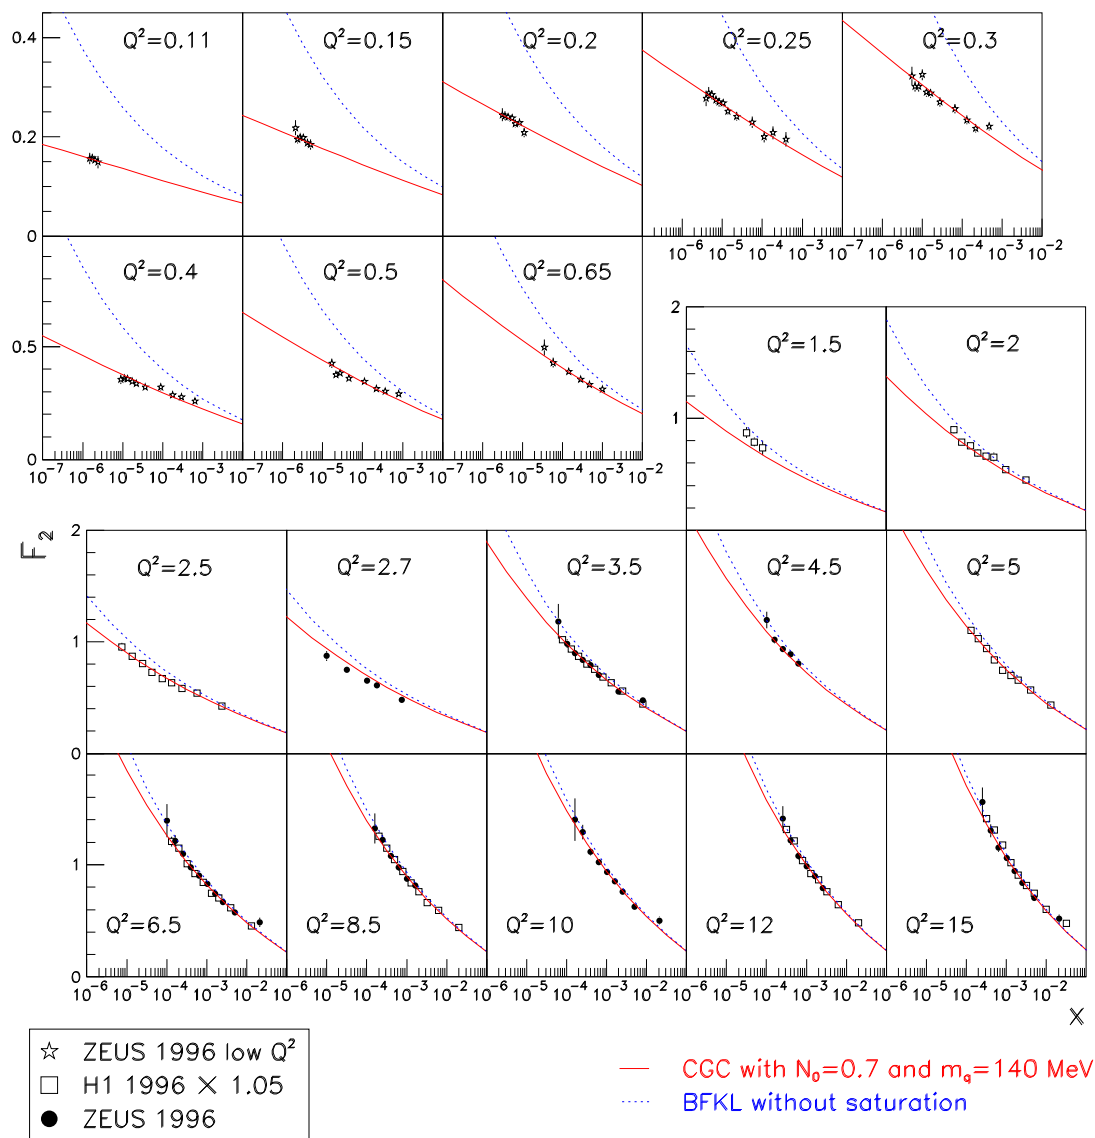 Q²=0.11 Q²=0.15 Q²=0.2 Q²=0.25 Q²=0.3
0.4
0.2
0
10⁻⁶ 10⁻⁵ 10⁻⁴ 10⁻³ 10⁻⁷ 10⁻⁶ 10⁻⁵ 10⁻⁴ 10⁻³ 10⁻²
Q²=0.4 Q²=0.5 Q²=0.65
0.5
0
10⁻⁷ 10⁻⁶ 10⁻⁵ 10⁻⁴ 10⁻³ 10⁻⁷ 10⁻⁶ 10⁻⁵ 10⁻⁴ 10⁻³ 10⁻⁷ 10⁻⁶ 10⁻⁵ 10⁻⁴ 10⁻³ 10⁻²
2
Q²=1.5 Q²=2
1
F₂
2
Q²=2.5 Q²=2.7 Q²=3.5 Q²=4.5 Q²=5
1
0
1
Q²=6.5 Q²=8.5 Q²=10 Q²=12 Q²=15
0
10⁻⁶ 10⁻⁵ 10⁻⁴ 10⁻³ 10⁻² 10⁻⁶ 10⁻⁵ 10⁻⁴ 10⁻³ 10⁻² 10⁻⁶ 10⁻⁵ 10⁻⁴ 10⁻³ 10⁻² 10⁻⁶ 10⁻⁵ 10⁻⁴ 10⁻³ 10⁻² 10⁻⁶ 10⁻⁵ 10⁻⁴ 10⁻³ 10⁻²
x
ZEUS 1996 low Q²
H1 1996 × 1.05
ZEUS 1996
CGC with N₀=0.7 and m_q=140 MeV
BFKL without saturation